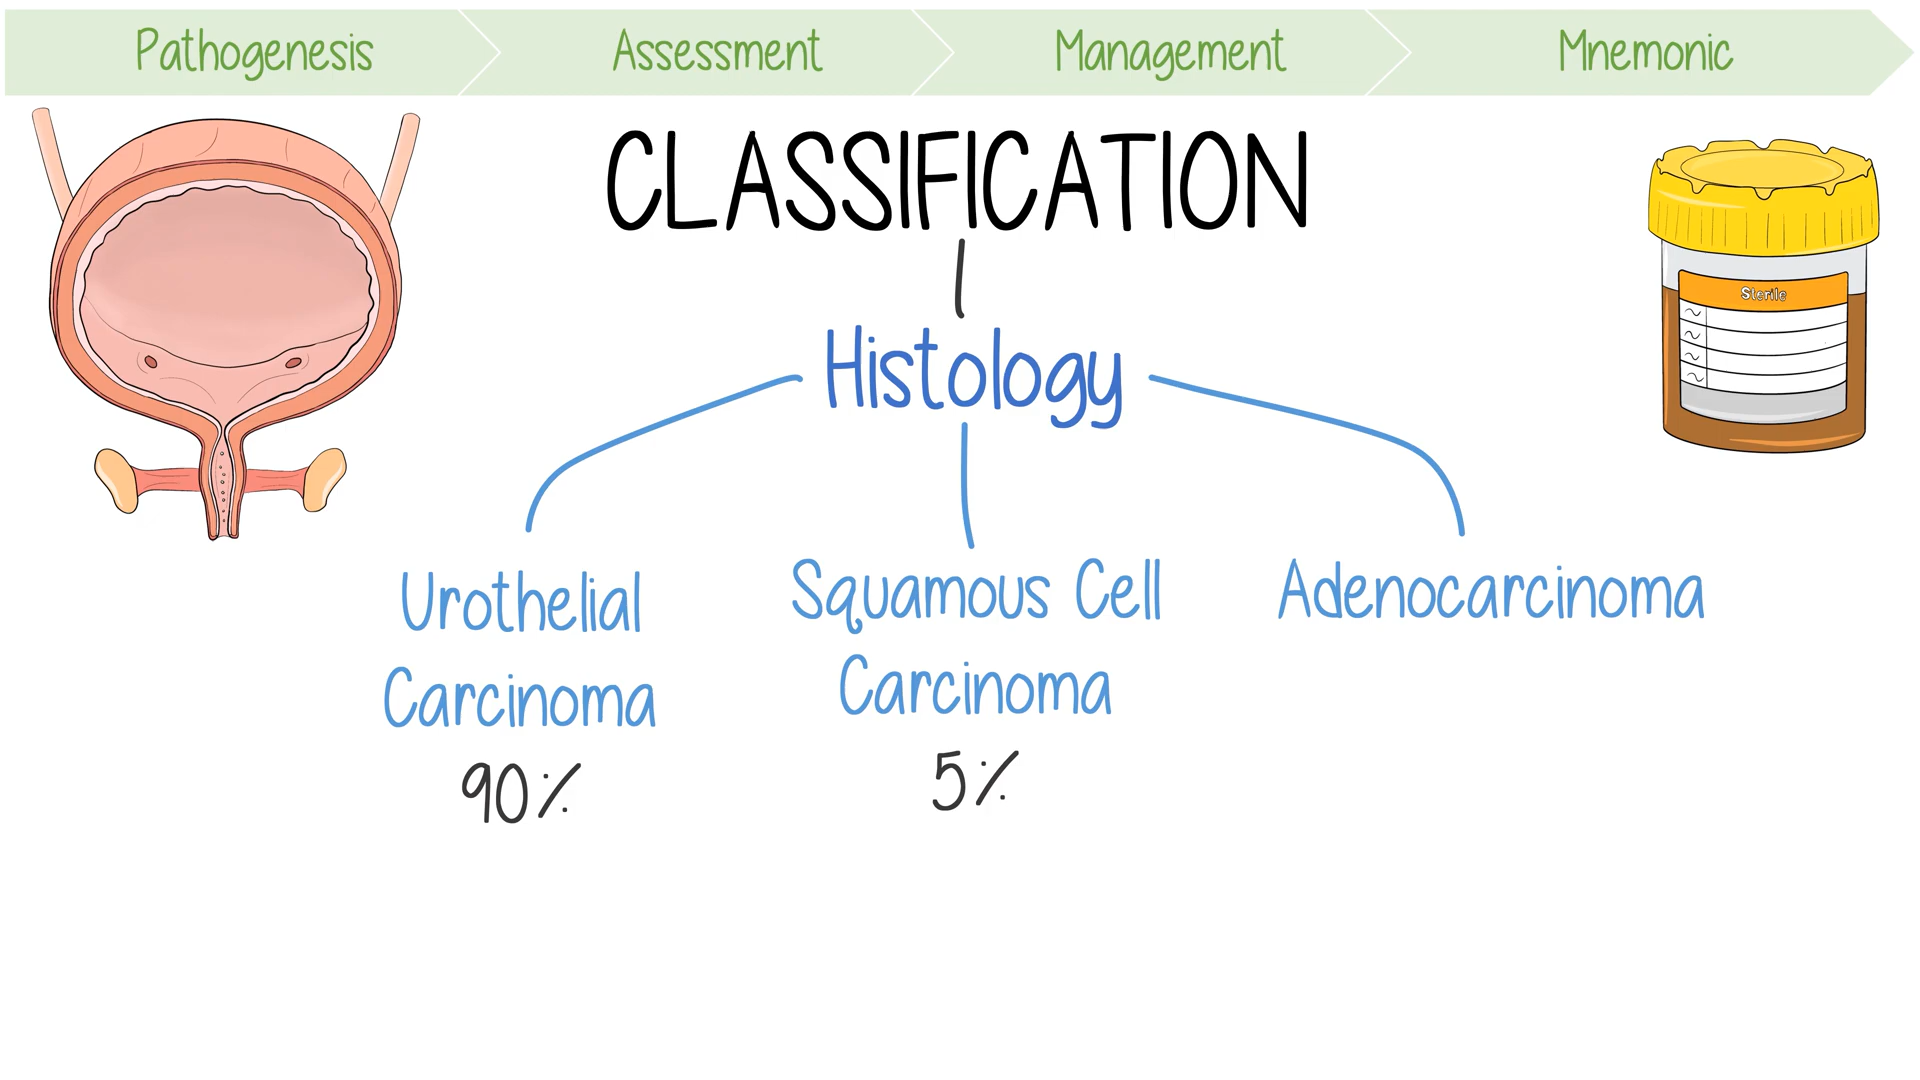 Pathogenesis
Assessment
Management
Mnemonic
CLASSIFICATION
Sterile
Histology
Urothelial
Carcinoma
90%
Squamous Cell
Carcinoma
5%
Adenocarcinoma